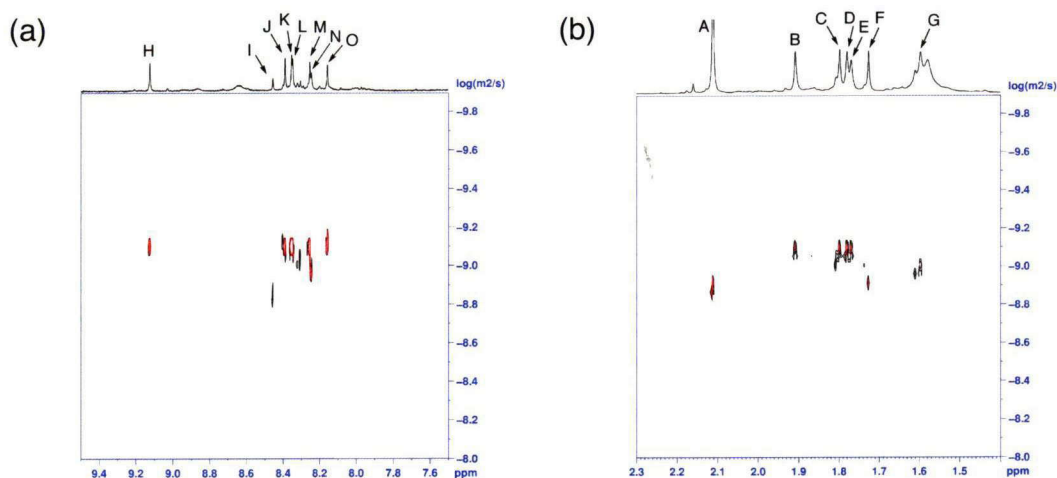 (a)
H
I
J
K
L
M
N
O
log(m2/s)
-9.8
-9.6
-9.4
-9.2
-9.0
-8.8
-8.6
-8.4
-8.2
-8.0
9.4 9.2 9.0 8.8 8.6 8.4 8.2 8.0 7.8 7.6 ppm
(b)
A
B
C
D
E
F
G
log(m2/s)
-9.8
-9.6
-9.4
-9.2
-9.0
-8.8
-8.6
-8.4
-8.2
-8.0
2.3 2.2 2.1 2.0 1.9 1.8 1.7 1.6 1.5 ppm